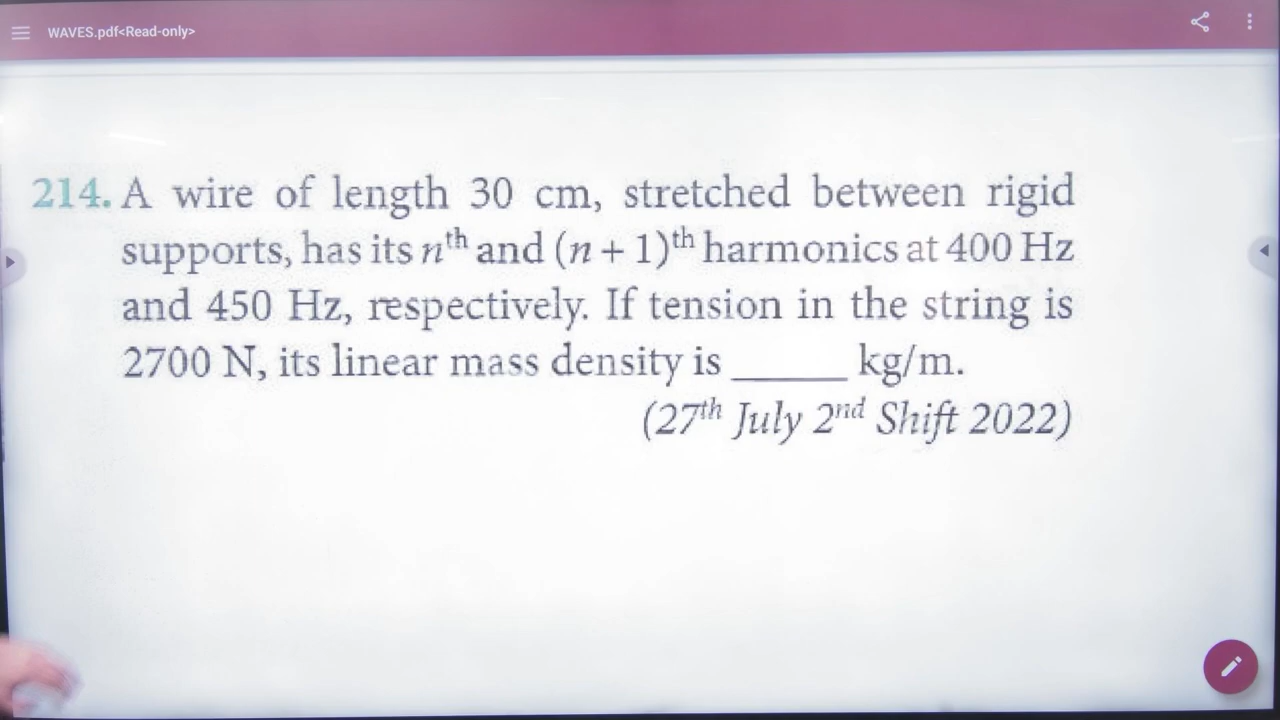 WAVES.pdf<Read-only>
214. A wire of length 30 cm, stretched between rigid
supports, has its nth and (n + 1)th harmonics at 400 Hz
and 450 Hz, respectively. If tension in the string is
2700 N, its linear mass density is ______ kg/m.
(27th July 2nd Shift 2022)